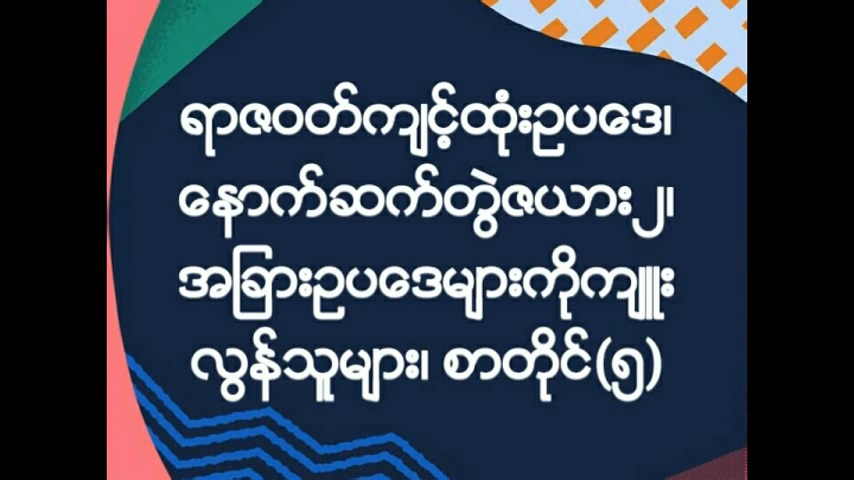 ရာဇဝတ်ကျင့်ထုံးဥပဒေ၊
နောက်ဆက်တွဲဇယား၂၊
အခြားဥပဒေများကိုကျူး
လွန်သူများ၊ စာတိုင်(၅)